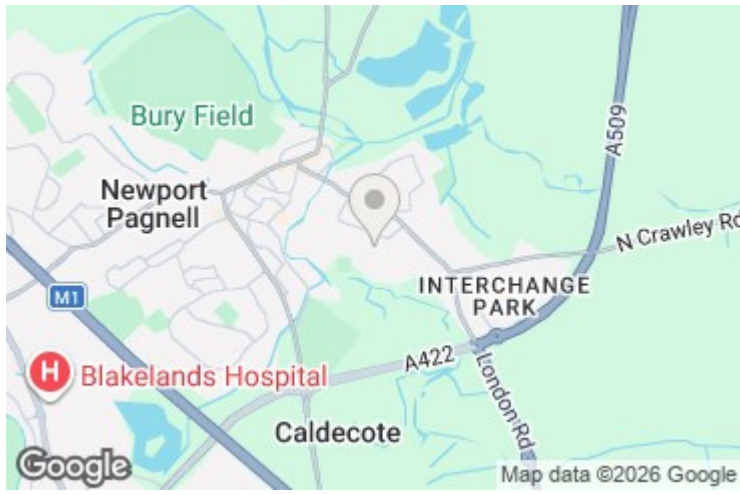 Bury Field
A509
Newport
Pagnell
N Crawley Rd
INTERCHANGE
PARK
M1
A422
London Rd
H
Blakelands Hospital
Caldecote
Google
Map data ©2026 Google